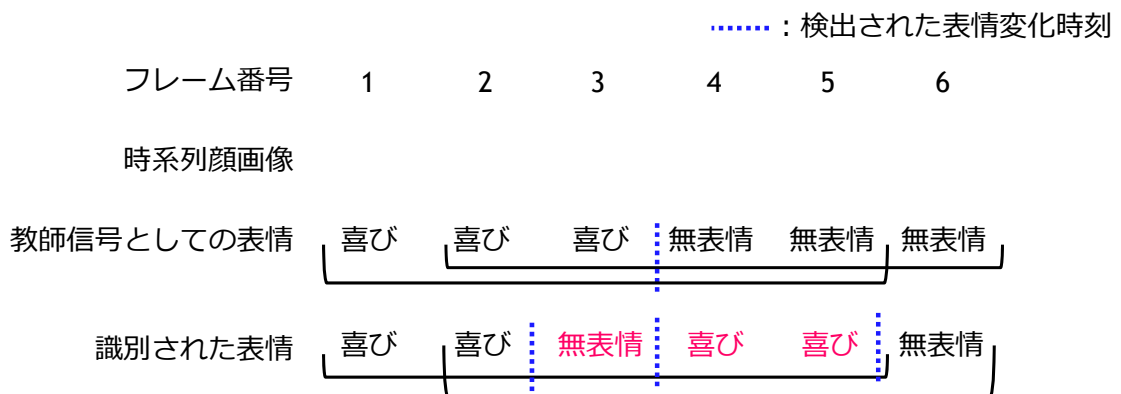 ：検出された表情変化時刻
フレーム番号 1 2 3 4 5 6
時系列顔画像
教師信号としての表情 喜び 喜び 喜び 無表情 無表情 無表情
識別された表情 喜び 喜び 無表情 喜び 喜び 無表情